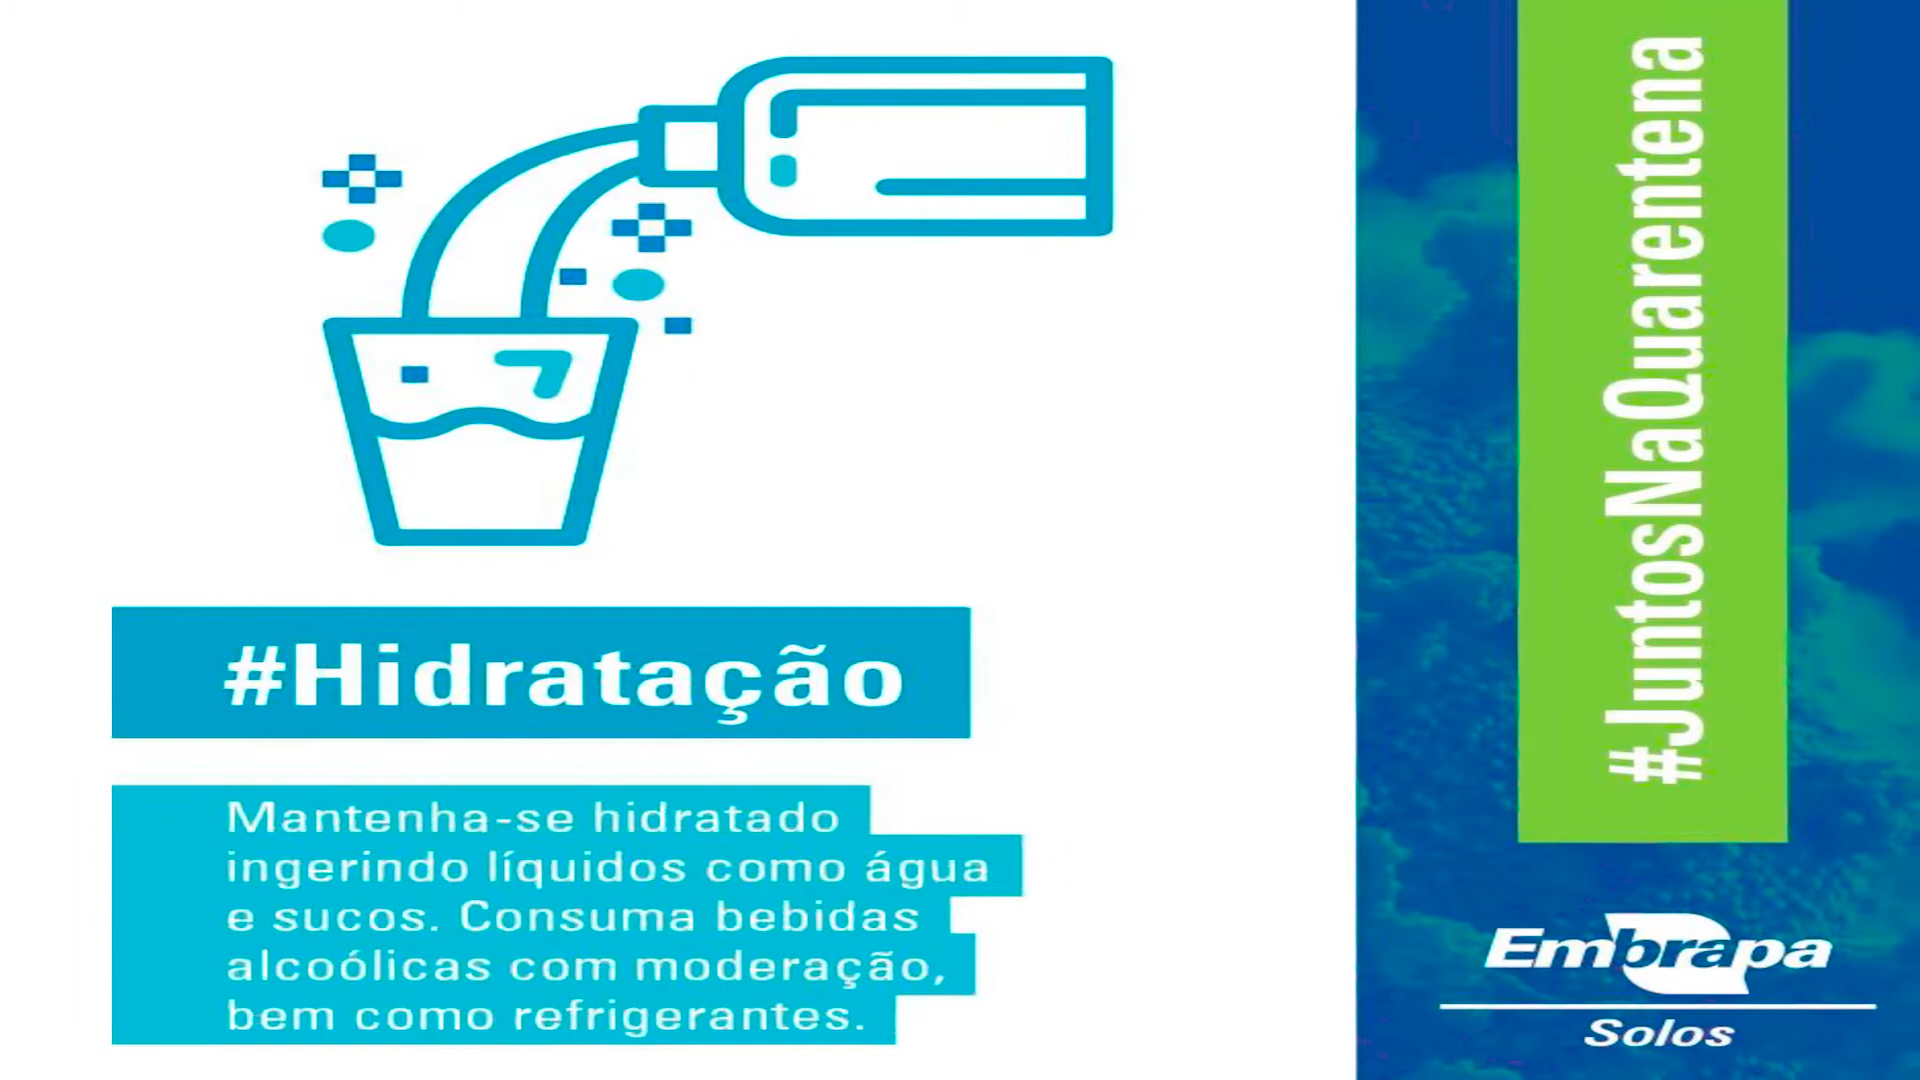 #Hidratação
Mantenha-se hidratado
ingerindo líquidos como água
e sucos. Consuma bebidas
alcoólicas com moderação,
bem como refrigerantes.
#JuntosNaQuarentena
Embrapa
Solos